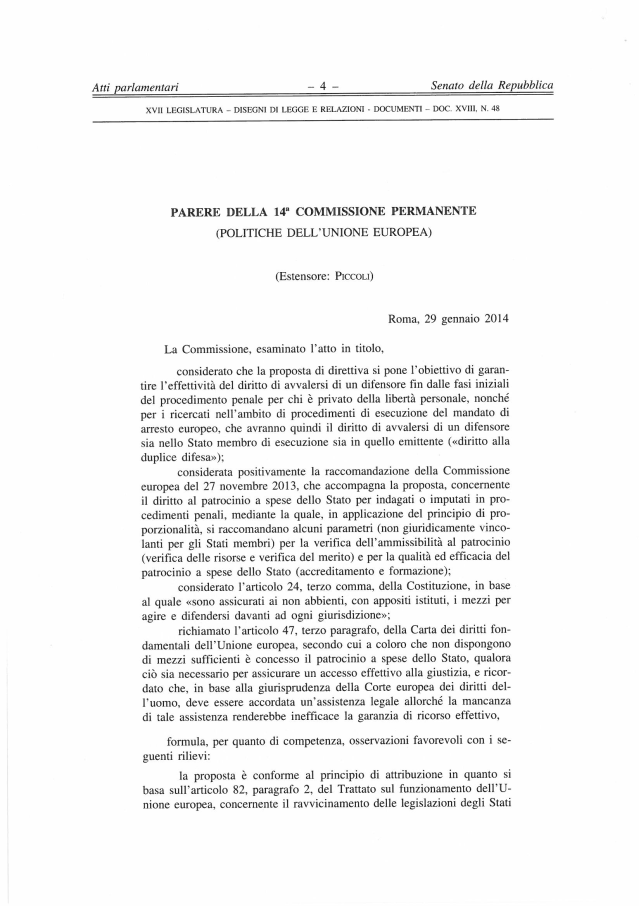 Atti parlamentari – 4 – Senato della Repubblica
XVII LEGISLATURA – DISEGNI DI LEGGE E RELAZIONI - DOCUMENTI – DOC. XVIII, N. 48
PARERE DELLA 14ª COMMISSIONE PERMANENTE
(POLITICHE DELL'UNIONE EUROPEA)
(Estensore: PICCOLI)
Roma, 29 gennaio 2014
La Commissione, esaminato l'atto in titolo,
considerato che la proposta di direttiva si pone l'obiettivo di garan-
tire l'effettività del diritto di avvalersi di un difensore fin dalle fasi iniziali
del procedimento penale per chi è privato della libertà personale, nonché
per i ricercati nell'ambito di procedimenti di esecuzione del mandato di
arresto europeo, che avranno quindi il diritto di avvalersi di un difensore
sia nello Stato membro di esecuzione sia in quello emittente («diritto alla
duplice difesa»);
considerata positivamente la raccomandazione della Commissione
europea del 27 novembre 2013, che accompagna la proposta, concernente
il diritto al patrocinio a spese dello Stato per indagati o imputati in pro-
cedimenti penali, mediante la quale, in applicazione del principio di pro-
porzionalità, si raccomandano alcuni parametri (non giuridicamente vinco-
lanti per gli Stati membri) per la verifica dell'ammissibilità al patrocinio
(verifica delle risorse e verifica del merito) e per la qualità ed efficacia del
patrocinio a spese dello Stato (accreditamento e formazione);
considerato l'articolo 24, terzo comma, della Costituzione, in base
al quale «sono assicurati ai non abbienti, con appositi istituti, i mezzi per
agire e difendersi davanti ad ogni giurisdizione»;
richiamato l'articolo 47, terzo paragrafo, della Carta dei diritti fon-
damentali dell'Unione europea, secondo cui a coloro che non dispongono
di mezzi sufficienti è concesso il patrocinio a spese dello Stato, qualora
ciò sia necessario per assicurare un accesso effettivo alla giustizia, e ricor-
dato che, in base alla giurisprudenza della Corte europea dei diritti del-
l'uomo, deve essere accordata un'assistenza legale allorché la mancanza
di tale assistenza renderebbe inefficace la garanzia di ricorso effettivo,
formula, per quanto di competenza, osservazioni favorevoli con i se-
guenti rilievi:
la proposta è conforme al principio di attribuzione in quanto si
basa sull'articolo 82, paragrafo 2, del Trattato sul funzionamento dell'U-
nione europea, concernente il ravvicinamento delle legislazioni degli Stati